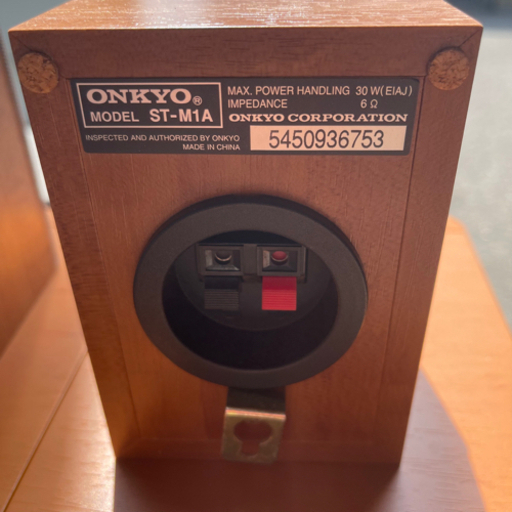 ONKYO®
MODEL ST-M1A
INSPECTED AND AUTHORIZED BY ONKYO
MADE IN CHINA
MAX. POWER HANDLING 30 W(EIAJ)
IMPEDANCE 6 Ω
ONKYO CORPORATION
5450936753